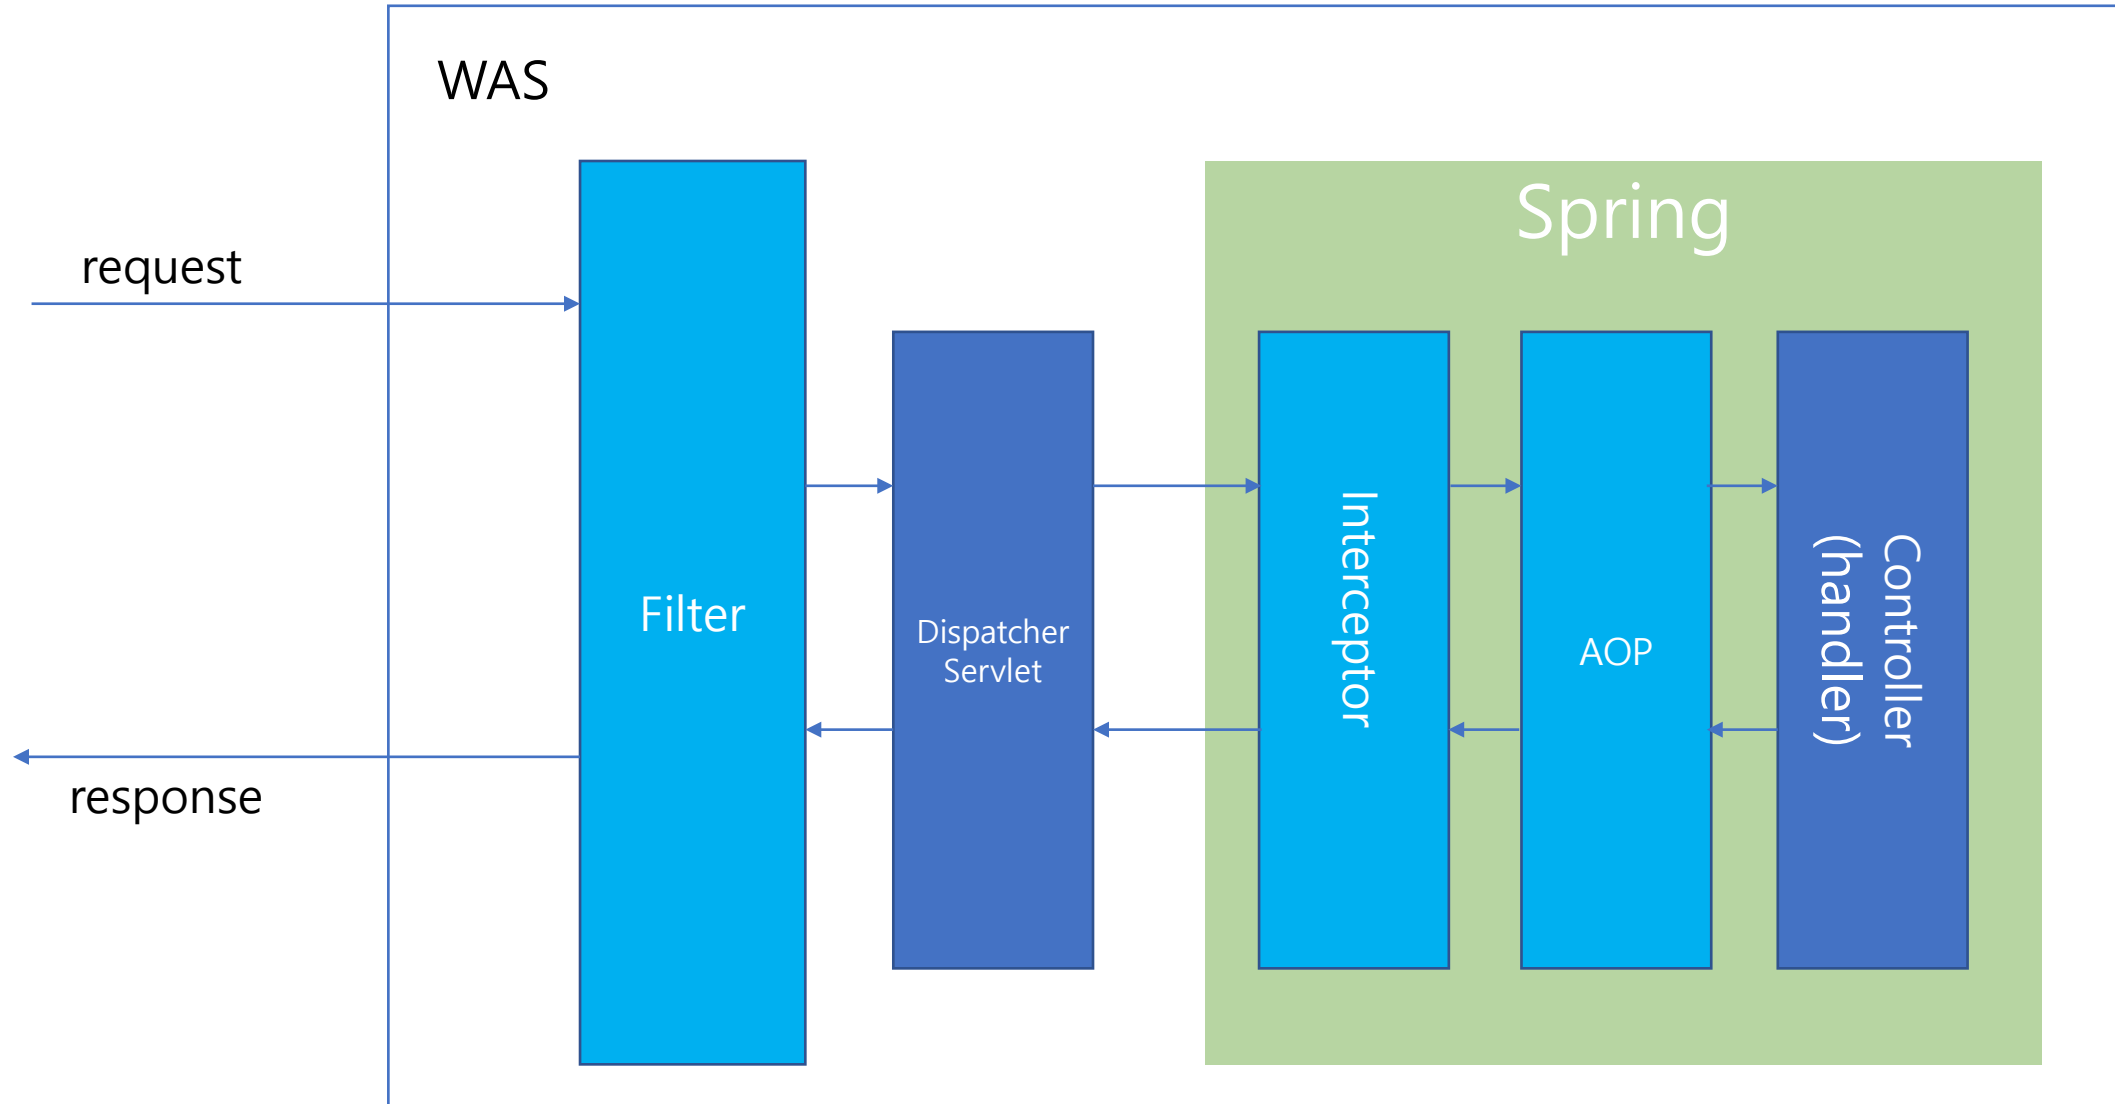 WAS
Spring
request
Filter
Dispatcher
Servlet
Interceptor
AOP
Controller
(handler)
response